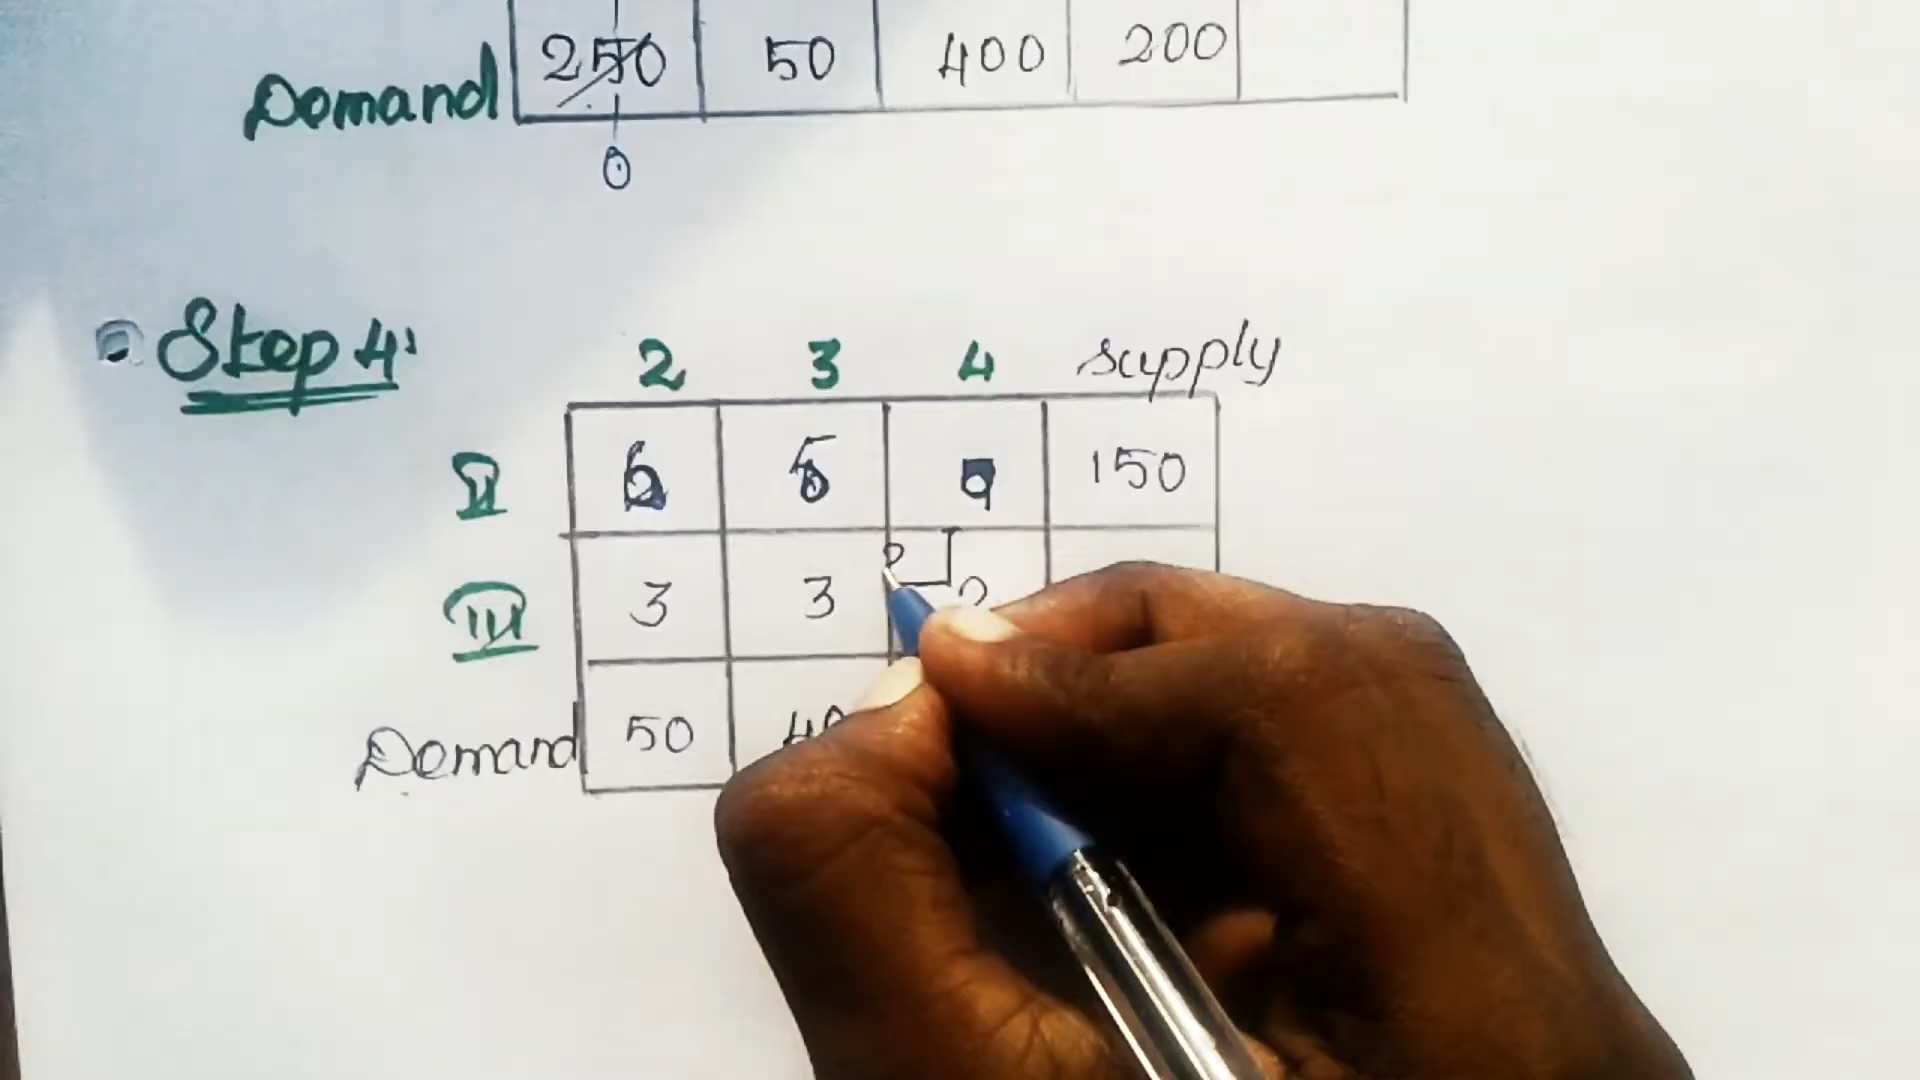 Demand 250 50 400 200
0
Step 4:
2 3 4 supply
II 6 5 9 150
III 3 3
Demand 50